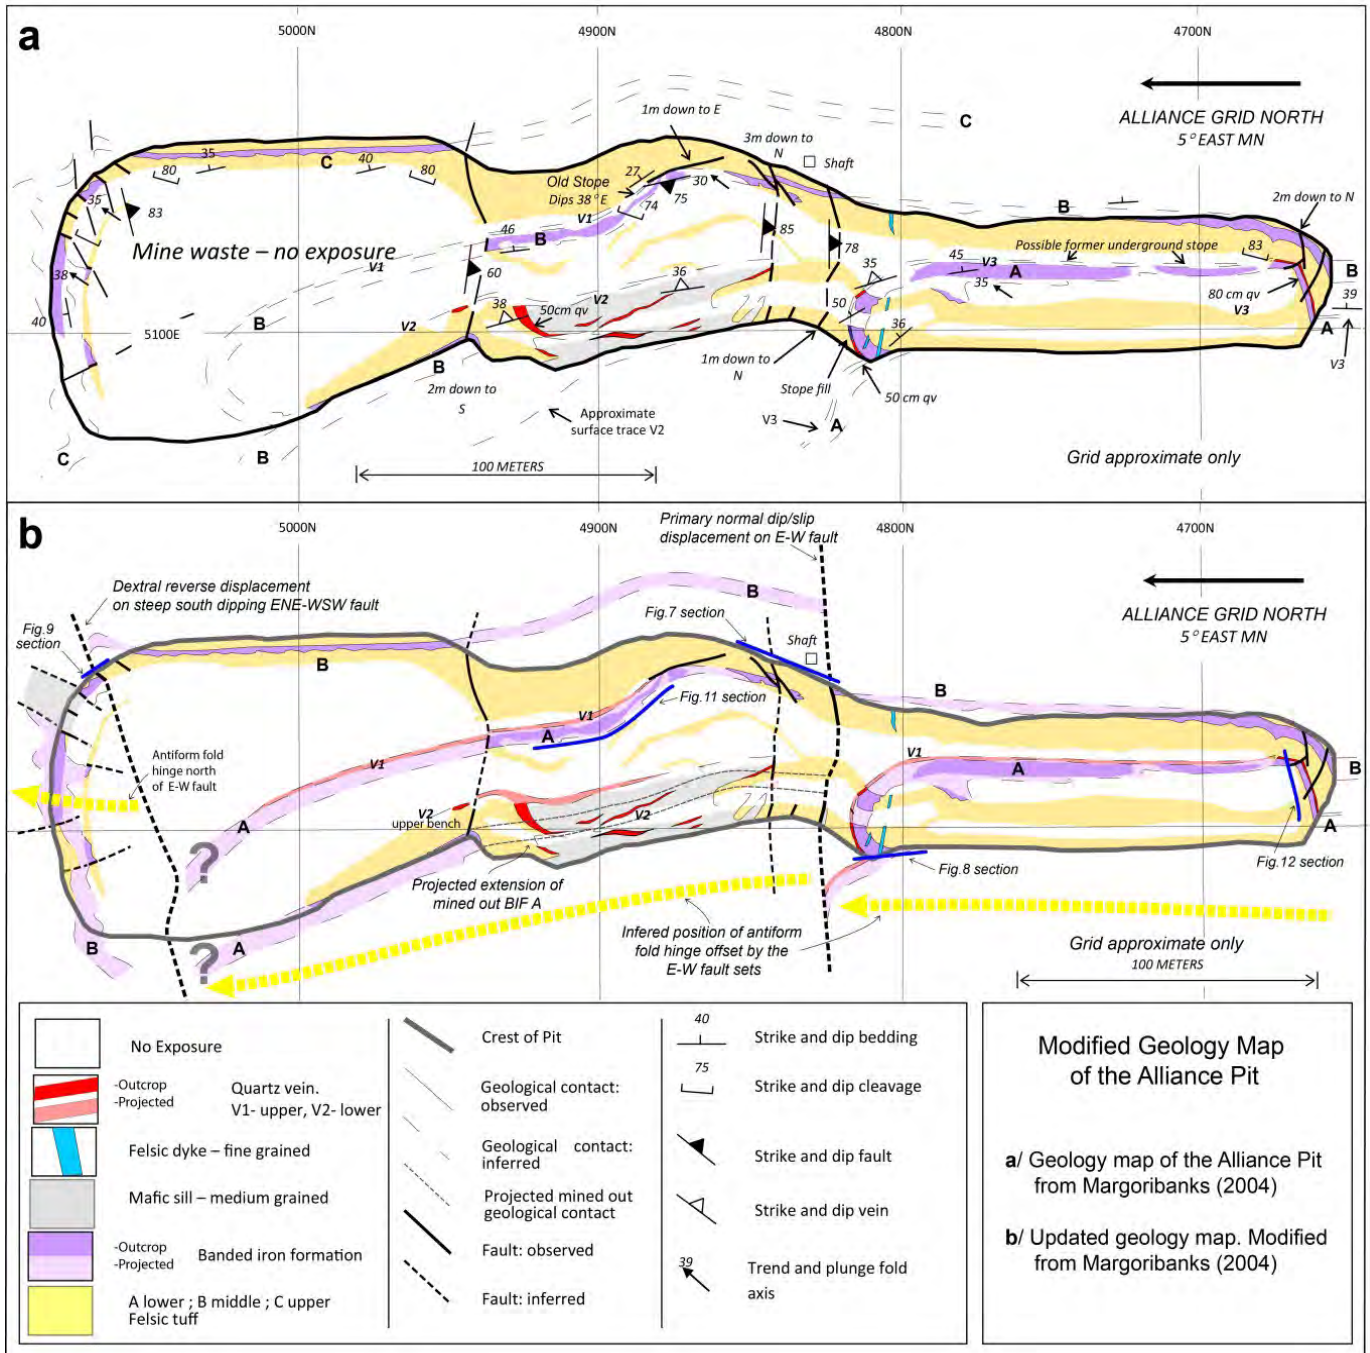 a
5000N
4900N
4800N
4700N
ALLIANCE GRID NORTH
5° EAST MN
C
1m down to E
3m down to
N
Shaft
35
40
C
80
80
Old Stope
Dips 38° E
27
30
75
74
V1
B
2m down to N
35
83
Mine waste – no exposure
46
B
85
78
Possible former underground stope
83
45
V3
A
B
38
V1
60
36
35
35
80 cm qv
39
V2
38
50cm qv
50
V3
40
5100E
B
V2
36
A
B
2m down to
S
1m down to
N
Stope fill
50 cm qv
V3
Approximate
surface trace V2
V3
A
C
B
100 METERS
Grid approximate only
b
5000N
4900N
4800N
4700N
Primary normal dip/slip
displacement on E-W fault
Dextral reverse displacement
on steep south dipping ENE-WSW fault
ALLIANCE GRID NORTH
5° EAST MN
B
Fig.7 section
Fig.9
section
Shaft
B
B
Fig.11 section
V1
A
V1
A
B
Antiform fold
hinge north
of E-W fault
V1
V2
upper bench
V2
A
A
?
Projected extension of
mined out BIF A
Fig.8 section
Fig.12 section
B
?
A
Infered position of antiform
fold hinge offset by the
E-W fault sets
Grid approximate only
100 METERS
No Exposure
-Outcrop
-Projected
Quartz vein.
V1- upper, V2- lower
Felsic dyke – fine grained
Mafic sill – medium grained
-Outcrop
-Projected
Banded iron formation
A lower ; B middle ; C upper
Felsic tuff
Crest of Pit
Geological contact:
observed
Geological contact:
inferred
Projected mined out
geological contact
Fault: observed
Fault: inferred
40
Strike and dip bedding
75
Strike and dip cleavage
Strike and dip fault
Strike and dip vein
39
Trend and plunge fold
axis
Modified Geology Map
of the Alliance Pit
a/ Geology map of the Alliance Pit
from Margoribanks (2004)
b/ Updated geology map. Modified
from Margoribanks (2004)